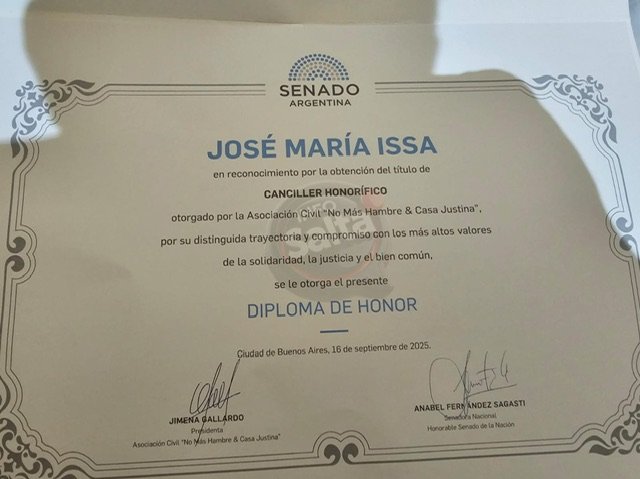 SENADO
ARGENTINA
JOSÉ MARÍA ISSA
en reconocimiento por la obtención del título de
CANCILLER HONORÍFICO
otorgado por la Asociación Civil "No Más Hambre & Casa Justina",
por su distinguida trayectoria y compromiso con los más altos valores
de la solidaridad, la justicia y el bien común,
se le otorga el presente
DIPLOMA DE HONOR
Ciudad de Buenos Aires, 16 de septiembre de 2025.
JIMENA GALLARDO
Presidenta
Asociación Civil "No Más Hambre & Casa Justina"
ANABEL FERNÁNDEZ SAGASTI
Senadora Nacional
Honorable Senado de la Nación
INFO
Salta